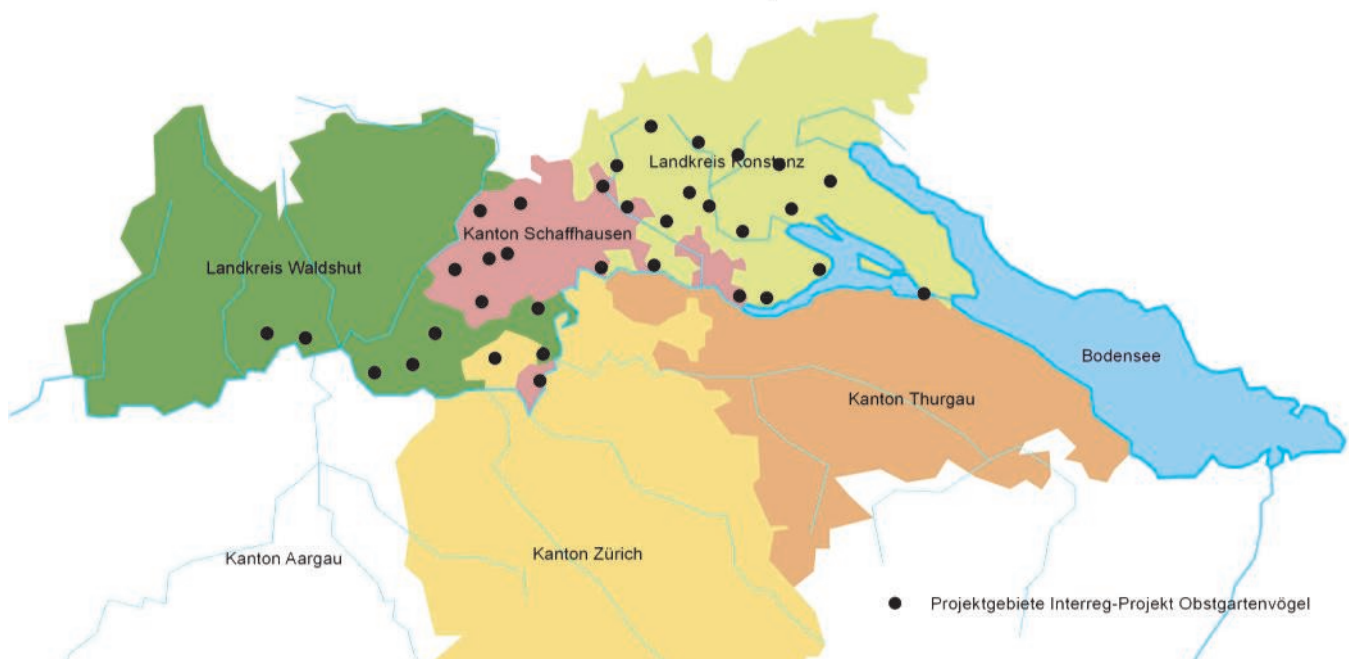 Landkreis Konstanz
Kanton Schaffhausen
Landkreis Waldshut
Bodensee
Kanton Thurgau
Kanton Aargau
Kanton Zürich
Projektgebiete Interreg-Projekt Obstgartenvögel